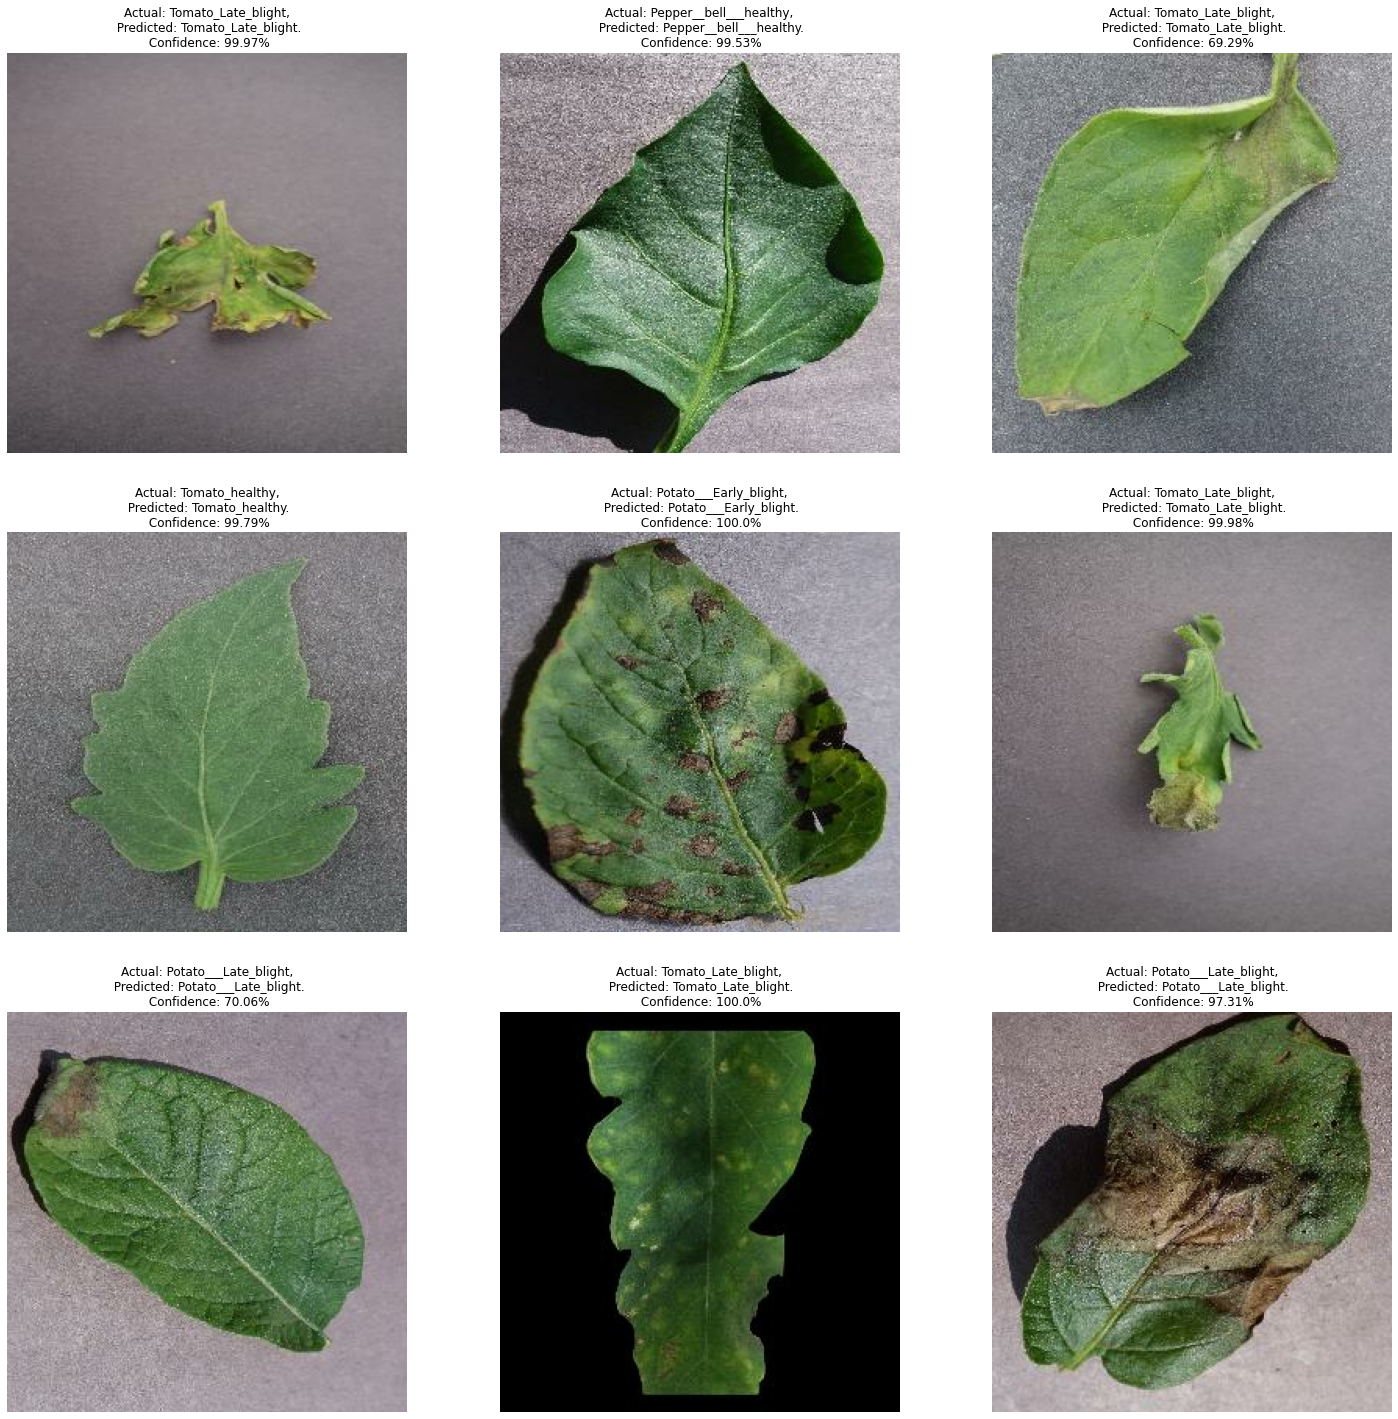 Actual: Tomato_Late_blight,
Predicted: Tomato_Late_blight.
Confidence: 99.97%
Actual: Pepper__bell___healthy,
Predicted: Pepper__bell___healthy.
Confidence: 99.53%
Actual: Tomato_Late_blight,
Predicted: Tomato_Late_blight.
Confidence: 69.29%
Actual: Tomato_healthy,
Predicted: Tomato_healthy.
Confidence: 99.79%
Actual: Potato___Early_blight,
Predicted: Potato___Early_blight.
Confidence: 100.0%
Actual: Tomato_Late_blight,
Predicted: Tomato_Late_blight.
Confidence: 99.98%
Actual: Potato___Late_blight,
Predicted: Potato___Late_blight.
Confidence: 70.06%
Actual: Tomato_Late_blight,
Predicted: Tomato_Late_blight.
Confidence: 100.0%
Actual: Potato___Late_blight,
Predicted: Potato___Late_blight.
Confidence: 97.31%